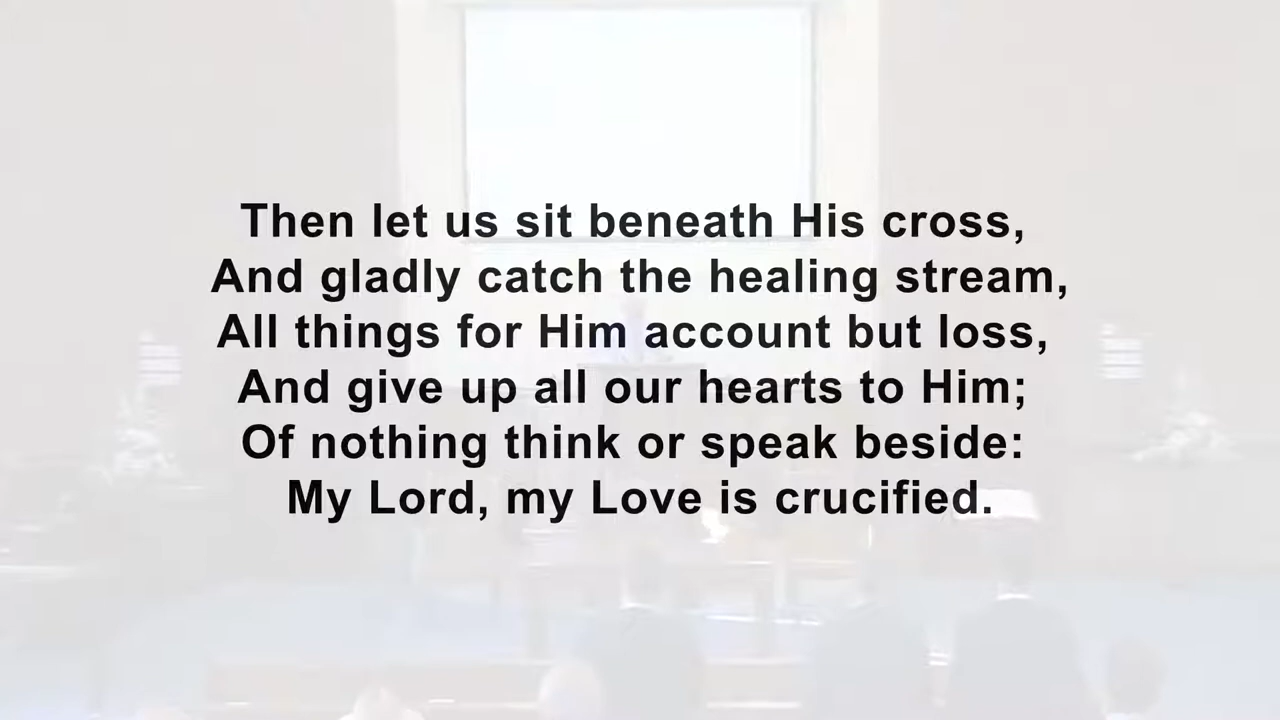 Then let us sit beneath His cross,
And gladly catch the healing stream,
All things for Him account but loss,
And give up all our hearts to Him;
Of nothing think or speak beside:
My Lord, my Love is crucified.